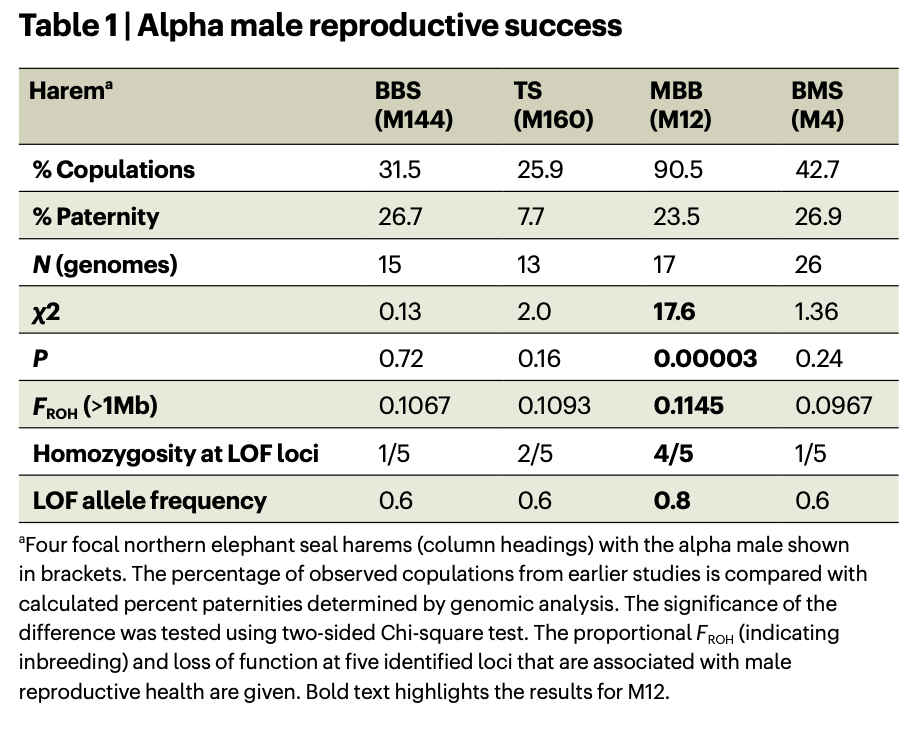 Table 1 | Alpha male reproductive success
Haremᵃ BBS (M144) TS (M160) MBB (M12) BMS (M4)
% Copulations 31.5 25.9 90.5 42.7
% Paternity 26.7 7.7 23.5 26.9
N (genomes) 15 13 17 26
χ2 0.13 2.0 17.6 1.36
P 0.72 0.16 0.00003 0.24
F_ROH (>1Mb) 0.1067 0.1093 0.1145 0.0967
Homozygosity at LOF loci 1/5 2/5 4/5 1/5
LOF allele frequency 0.6 0.6 0.8 0.6
ᵃFour focal northern elephant seal harems (column headings) with the alpha male shown
in brackets. The percentage of observed copulations from earlier studies is compared with
calculated percent paternities determined by genomic analysis. The significance of the
difference was tested using two-sided Chi-square test. The proportional F_ROH (indicating
inbreeding) and loss of function at five identified loci that are associated with male
reproductive health are given. Bold text highlights the results for M12.